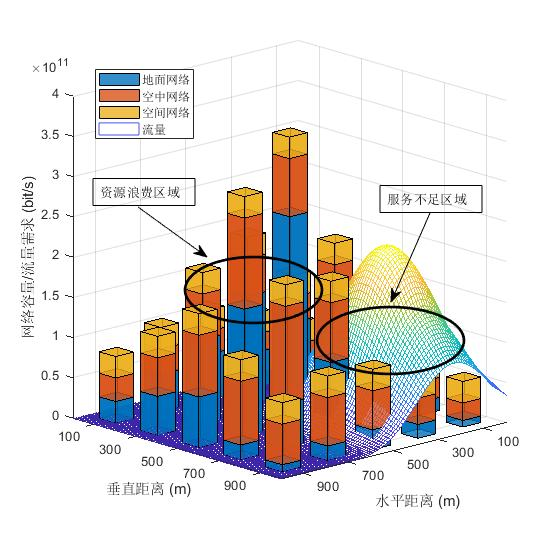 ×10¹¹
4
3.5
3
2.5
2
1.5
1
0.5
0
网络容量/流量需求 (bit/s)
地面网络
空中网络
空间网络
流量
资源浪费区域
服务不足区域
100
300
500
700
900
垂直距离 (m)
900
700
500
300
100
水平距离 (m)